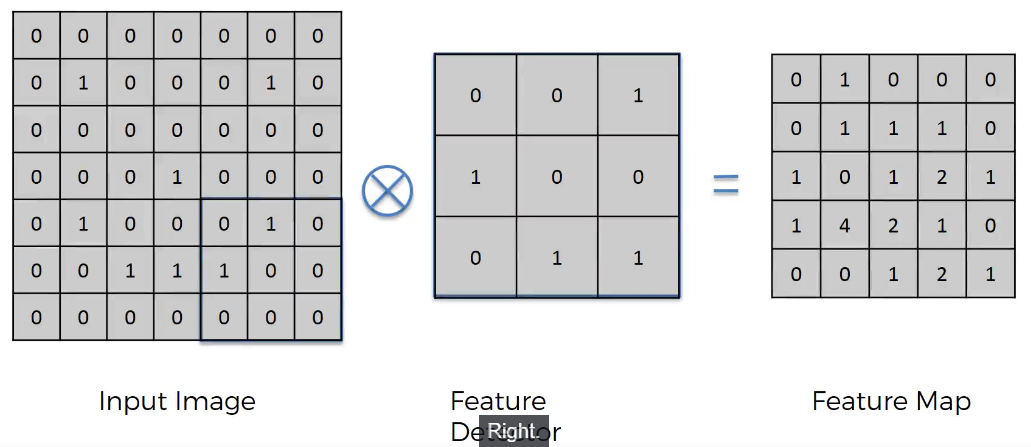 0 0 0 0 0 0 0
0 1 0 0 0 1 0
0 0 0 0 0 0 0
0 0 0 1 0 0 0
0 1 0 0 0 1 0
0 0 1 1 1 0 0
0 0 0 0 0 0 0
Input Image
0 0 1
1 0 0
0 1 1
Feature
Right.
=
0 1 0 0 0
0 1 1 1 0
1 0 1 2 1
1 4 2 1 0
0 0 1 2 1
Feature Map